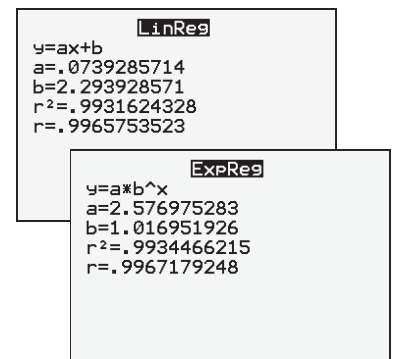 LinReg
y=ax+b
a=.0739285714
b=2.293928571
r²=.9931624328
r=.9965753523
ExpReg
y=a*b^x
a=2.576975283
b=1.016951926
r²=.9934466215
r=.9967179248